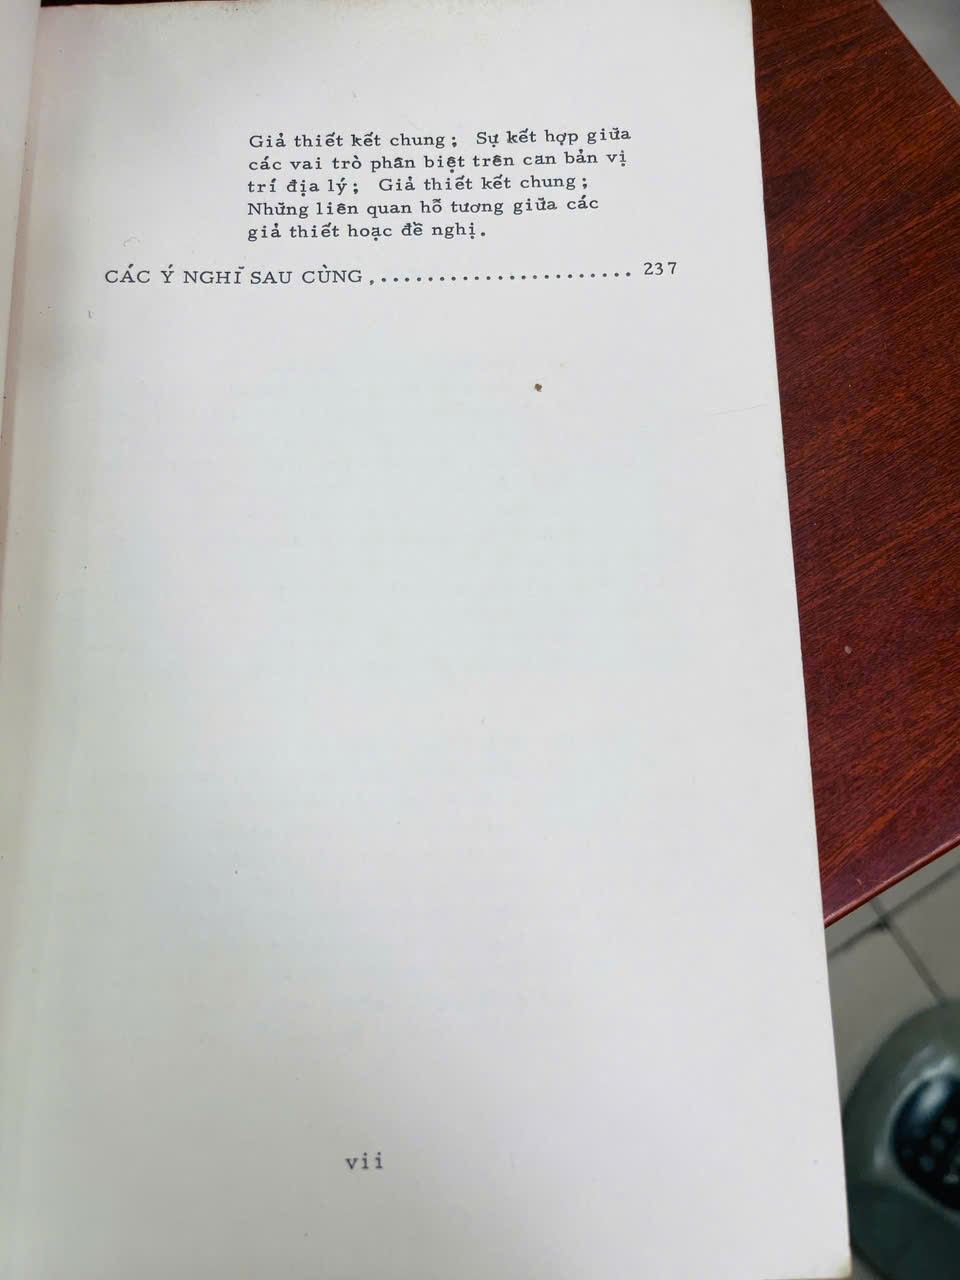 Giả thiết kết chung; Sự kết hợp giữa
các vai trò phân biệt trên căn bản vị
trí địa lý; Giả thiết kết chung;
Những liên quan hỗ tương giữa các
giả thiết hoặc đề nghị.
CÁC Ý NGHĨ SAU CÙNG,...................... 237
vii